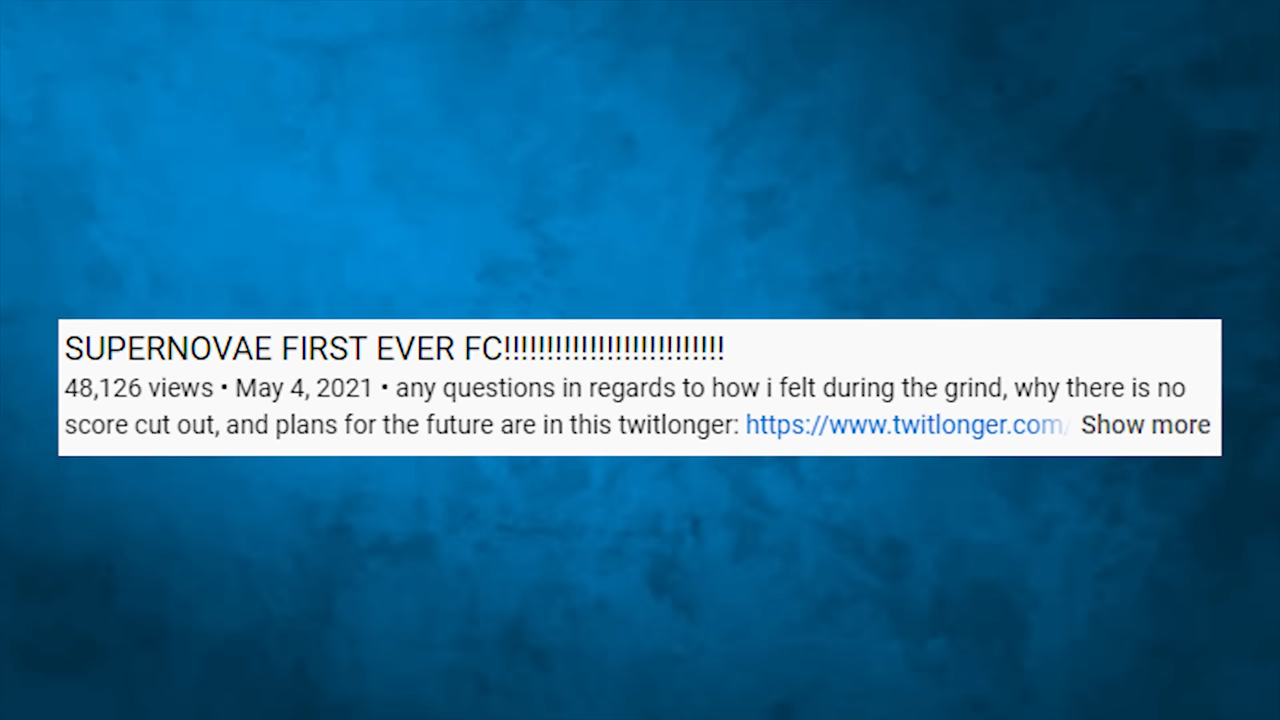 SUPERNOVAE FIRST EVER FC!!!!!!!!!!!!!!!!!!!!!!!!!!
48,126 views • May 4, 2021 • any questions in regards to how i felt during the grind, why there is no
score cut out, and plans for the future are in this twitlonger: https://www.twitlonger.com/ Show more